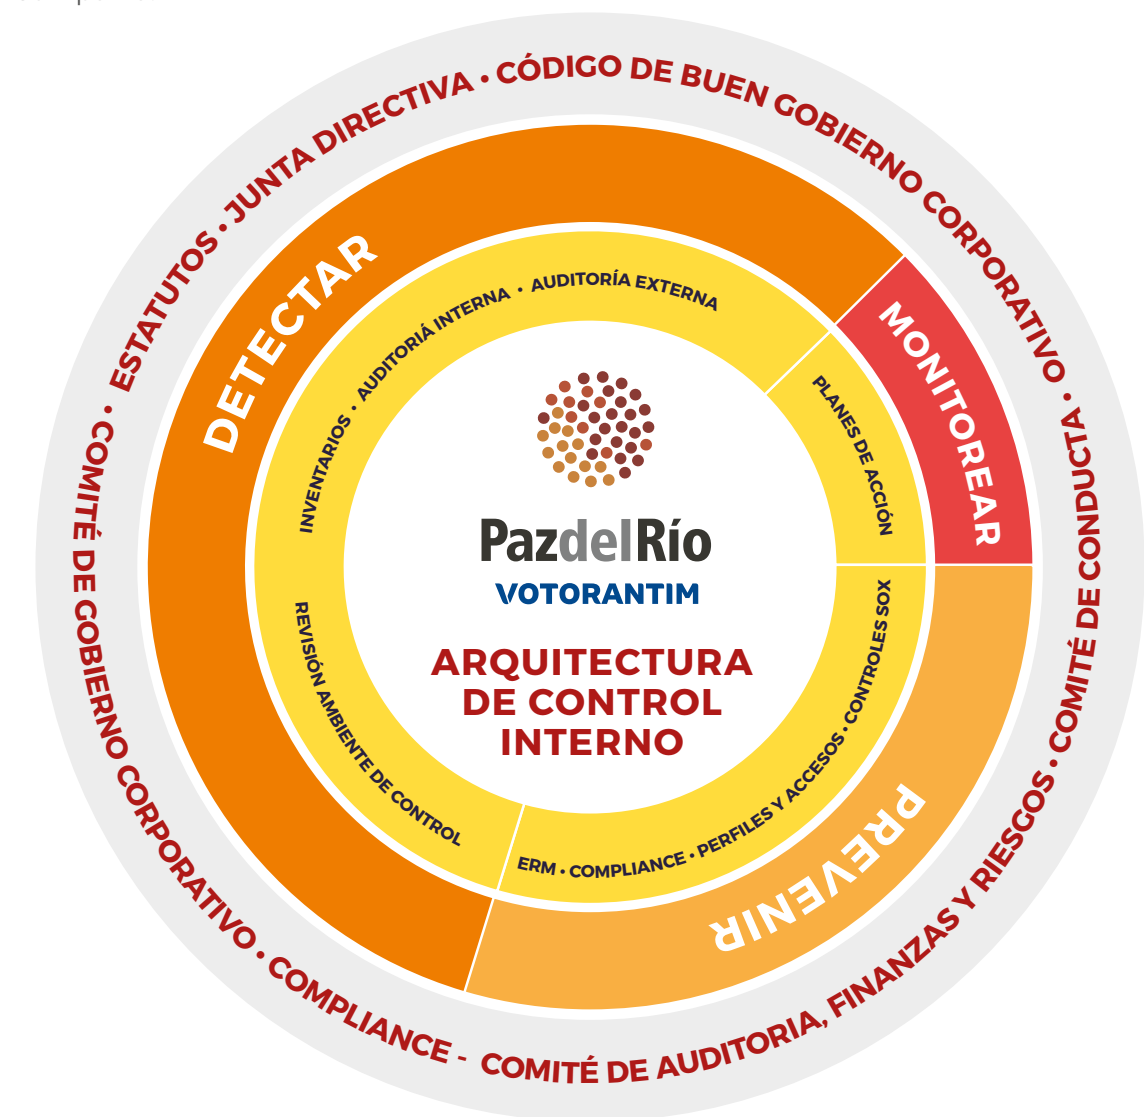 ESTATUTOS • JUNTA DIRECTIVA • CÓDIGO DE BUEN GOBIERNO CORPORATIVO •
COMITÉ DE CONDUCTA •
COMITÉ DE AUDITORIA, FINANZAS Y RIESGOS •
COMITÉ DE GOBIERNO CORPORATIVO • COMPLIANCE -
DETECTAR
MONITOREAR
PREVENIR
INVENTARIOS • AUDITORIÁ INTERNA • AUDITORÍA EXTERNA
PLANES DE ACCIÓN
ERM • COMPLIANCE • PERFILES Y ACCESOS • CONTROLES SOX
REVISIÓN AMBIENTE DE CONTROL
PazdelRío
VOTORANTIM
ARQUITECTURA
DE CONTROL
INTERNO